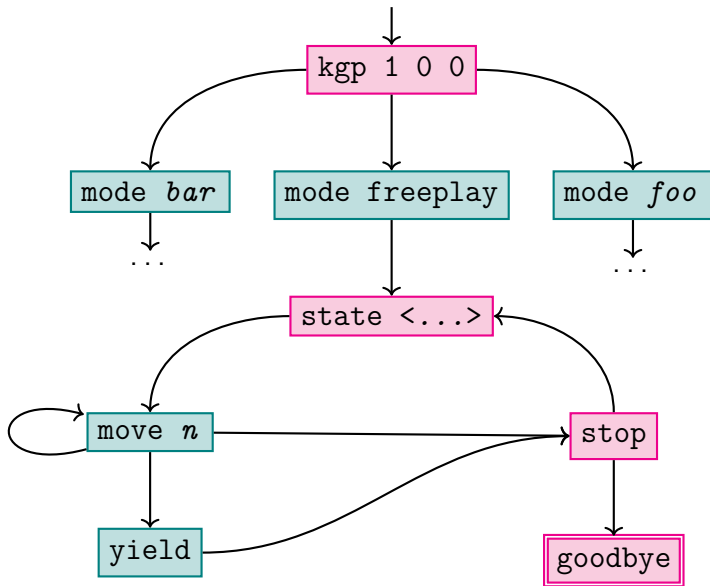 kgp 1 0 0
mode bar
mode freeplay
mode foo
...
...
state <...>
move n
stop
yield
goodbye